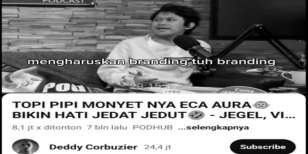 PODCAST
mengharuskan branding tuh branding
TOPI PIPI MONYET NYA ECA AURA
BIKIN HATI JEDAT JEDUT🤣 - JEGEL, VI...
8,1 jt x ditonton 7 bln lalu PODHUB ...selengkapnya
Deddy Corbuzier 24,4 jt Subscribe